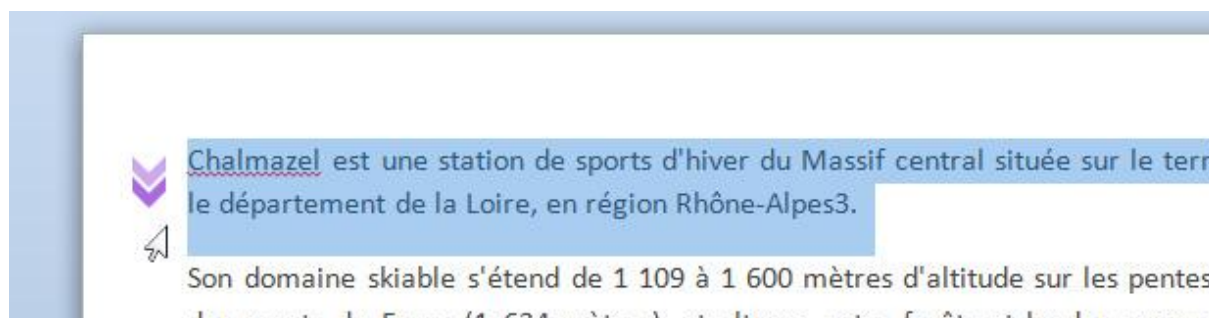 Chalmazel est une station de sports d'hiver du Massif central située sur le
le département de la Loire, en région Rhône-Alpes3.
Son domaine skiable s'étend de 1 109 à 1 600 mètres d'altitude sur les pentes